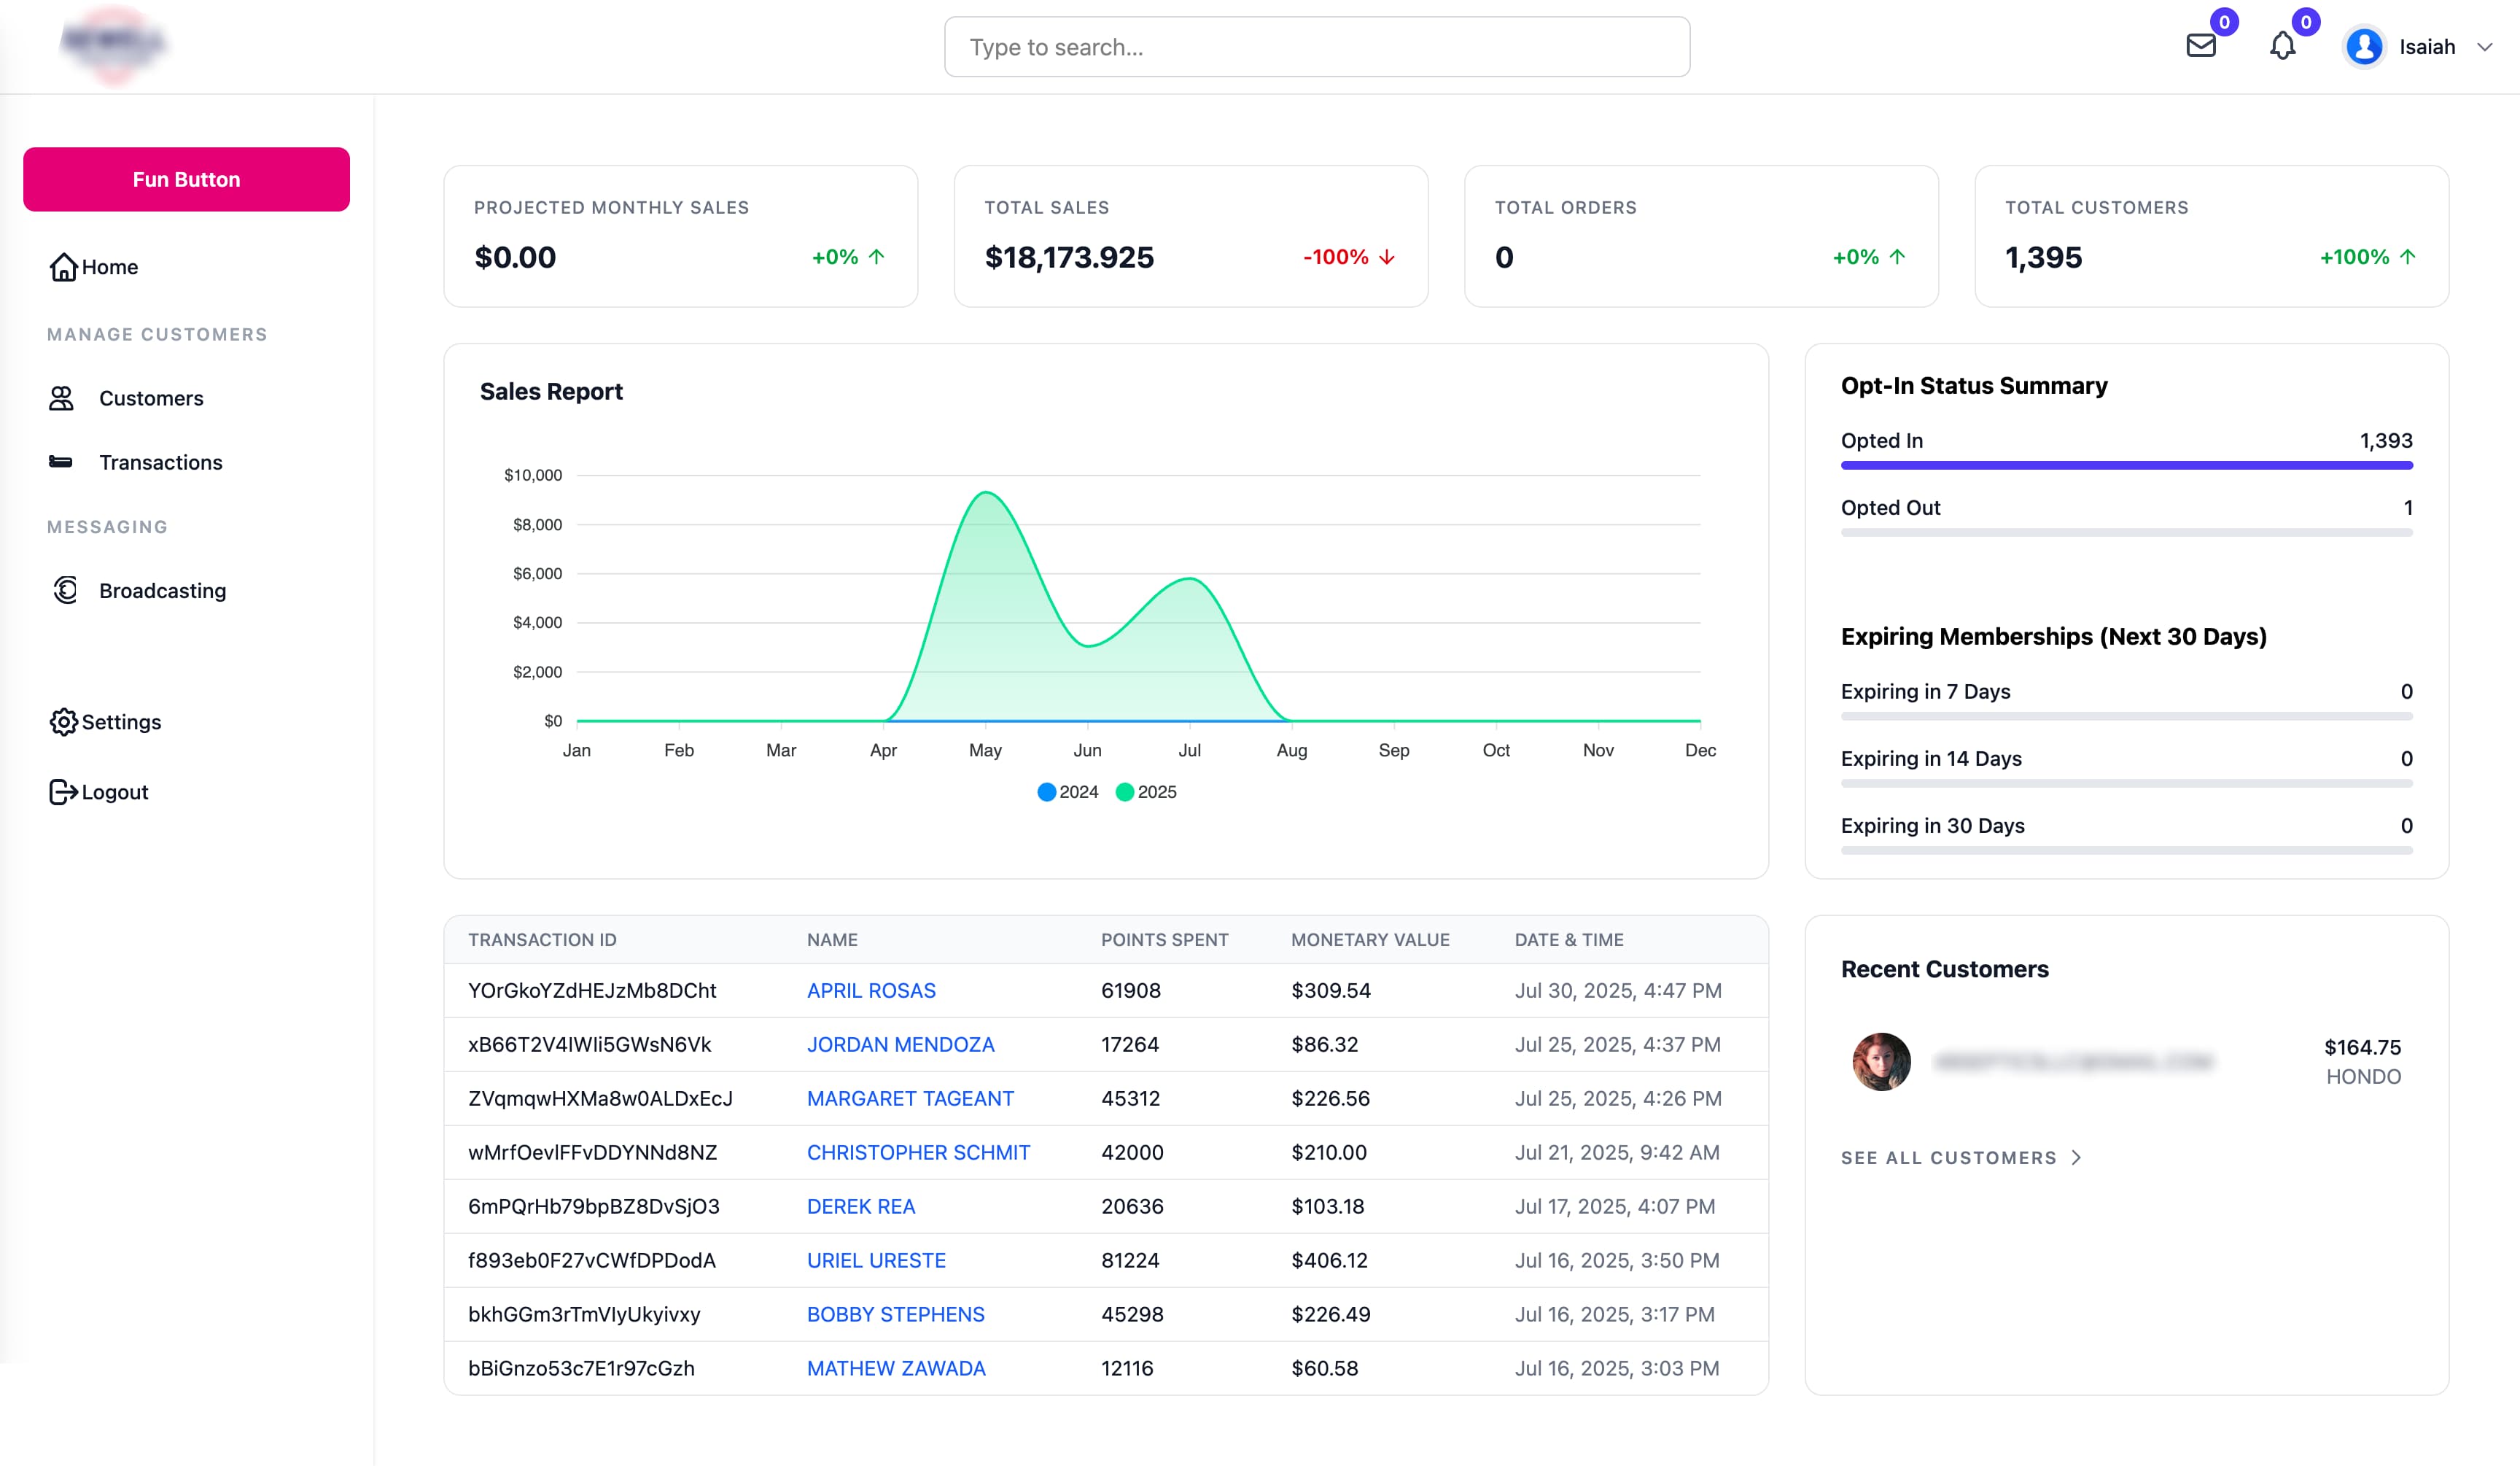 Type to search...
0
0
Isaiah
Fun Button
Home
MANAGE CUSTOMERS
Customers
Transactions
MESSAGING
Broadcasting
Settings
Logout
PROJECTED MONTHLY SALES
$0.00 +0%
TOTAL SALES
$18,173.925 -100%
TOTAL ORDERS
0 +0%
TOTAL CUSTOMERS
1,395 +100%
Sales Report
$10,000
$8,000
$6,000
$4,000
$2,000
$0
Jan Feb Mar Apr May Jun Jul Aug Sep Oct Nov Dec
2024 2025
Opt-In Status Summary
Opted In 1,393
Opted Out 1
Expiring Memberships (Next 30 Days)
Expiring in 7 Days 0
Expiring in 14 Days 0
Expiring in 30 Days 0
TRANSACTION ID NAME POINTS SPENT MONETARY VALUE DATE & TIME
YOrGkoYZdHEJzMb8DCht APRIL ROSAS 61908 $309.54 Jul 30, 2025, 4:47 PM
xB66T2V4IWIi5GWsN6Vk JORDAN MENDOZA 17264 $86.32 Jul 25, 2025, 4:37 PM
ZVqmqwHXMa8w0ALDxEcJ MARGARET TAGEANT 45312 $226.56 Jul 25, 2025, 4:26 PM
wMrfOevlFFvDDYNNd8NZ CHRISTOPHER SCHMIT 42000 $210.00 Jul 21, 2025, 9:42 AM
6mPQrHb79bpBZ8DvSjO3 DEREK REA 20636 $103.18 Jul 17, 2025, 4:07 PM
f893eb0F27vCWfDPDodA URIEL URESTE 81224 $406.12 Jul 16, 2025, 3:50 PM
bkhGGm3rTmVIyUkyivxy BOBBY STEPHENS 45298 $226.49 Jul 16, 2025, 3:17 PM
bBiGnzo53c7E1r97cGzh MATHEW ZAWADA 12116 $60.58 Jul 16, 2025, 3:03 PM
Recent Customers
$164.75
HONDO
SEE ALL CUSTOMERS